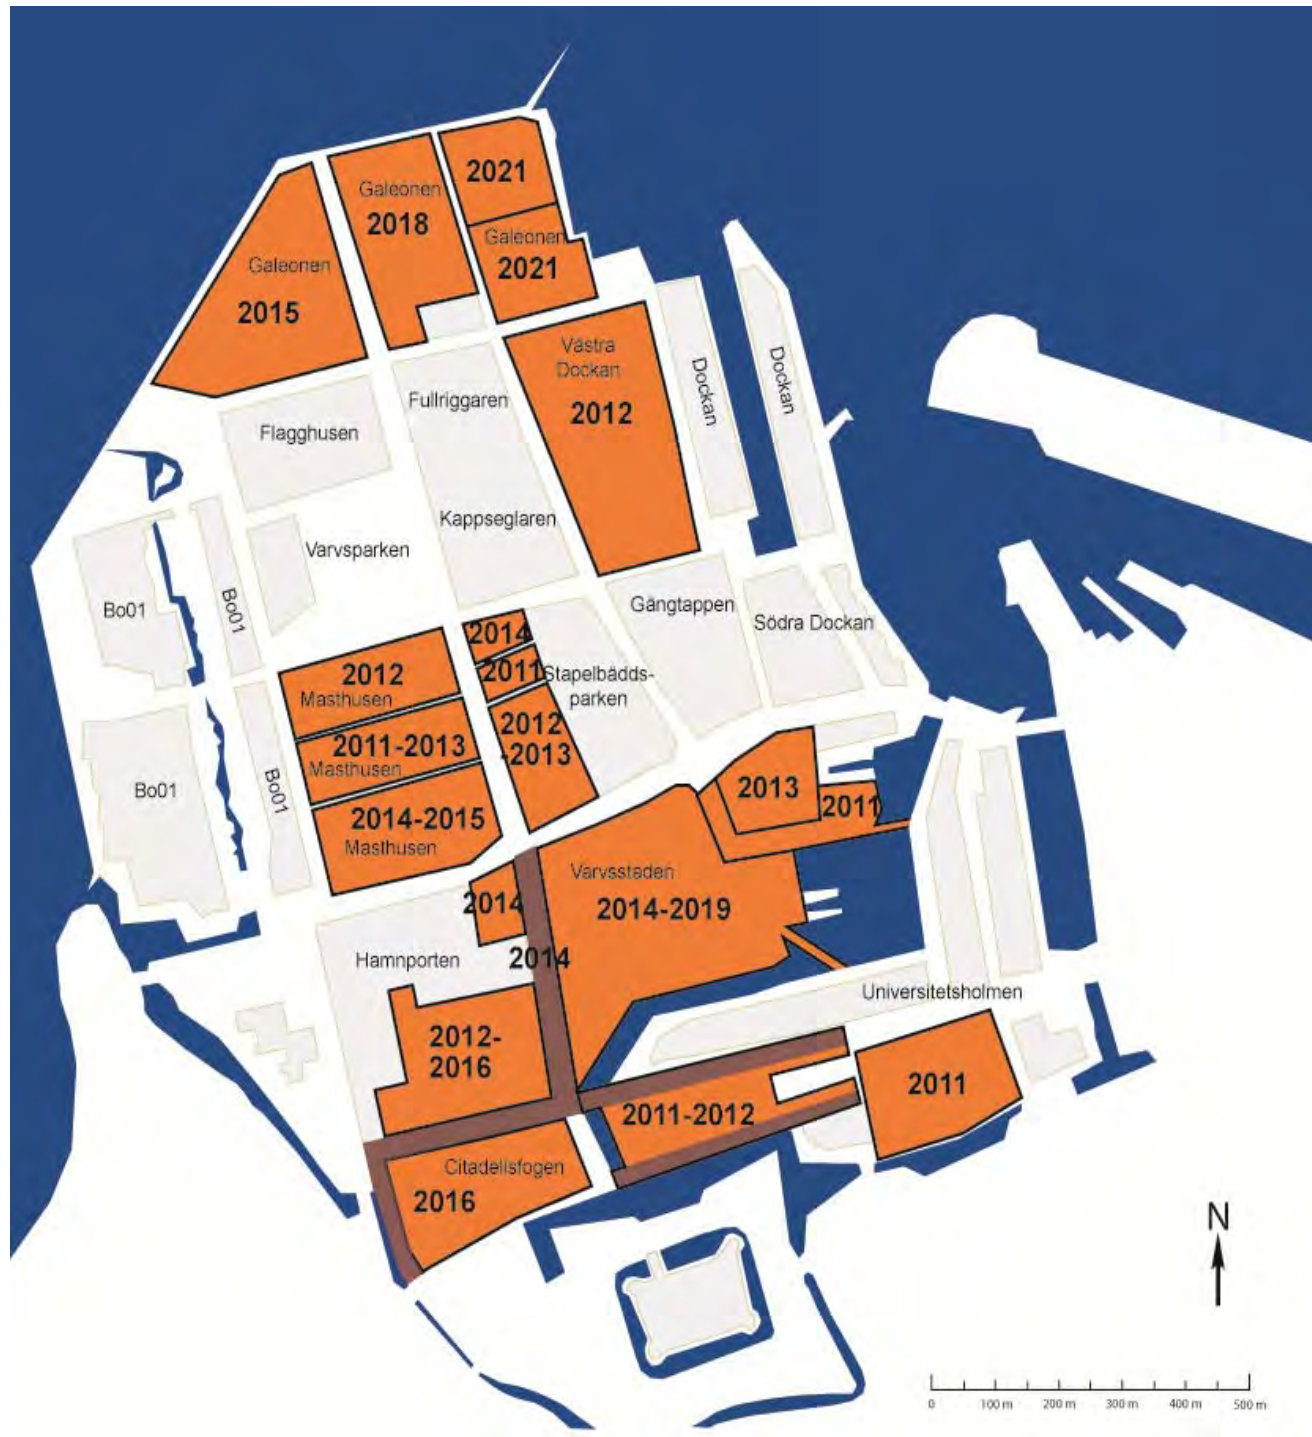 2021
Galeonen
2018
Galeonen
2021
Galeonen
2015
Västra
Dockan
2012
Dockan
Dockan
Fullriggaren
Flagghusen
Kappseglaren
Varvsparken
Bo01
Bo01
Gängtappen
Södra Dockan
2014
2011
Stapelbädds-
parken
2012
Masthusen
2012
-2013
2011-2013
Masthusen
2014-2015
Masthusen
Bo01
Bo01
2013
2011
Varvsstaden
2014-2019
2014
2014
Hamnporten
Universitetsholmen
2012-
2016
2011
2011-2012
Citadellsfogen
2016
N
0 100 m 200 m 300 m 400 m 500 m